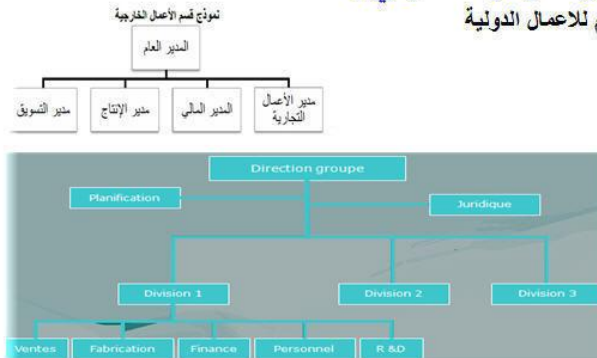 للاعمال الدولية
نموذج قسم الأعمال الخارجية
المدير العام
مدير الأعمال التجارية
المدير المالي
مدير الإنتاج
مدير التسويق
Direction groupe
Planification
Juridique
Division 1
Division 2
Division 3
Ventes
Fabrication
Finance
Personnel
R &D